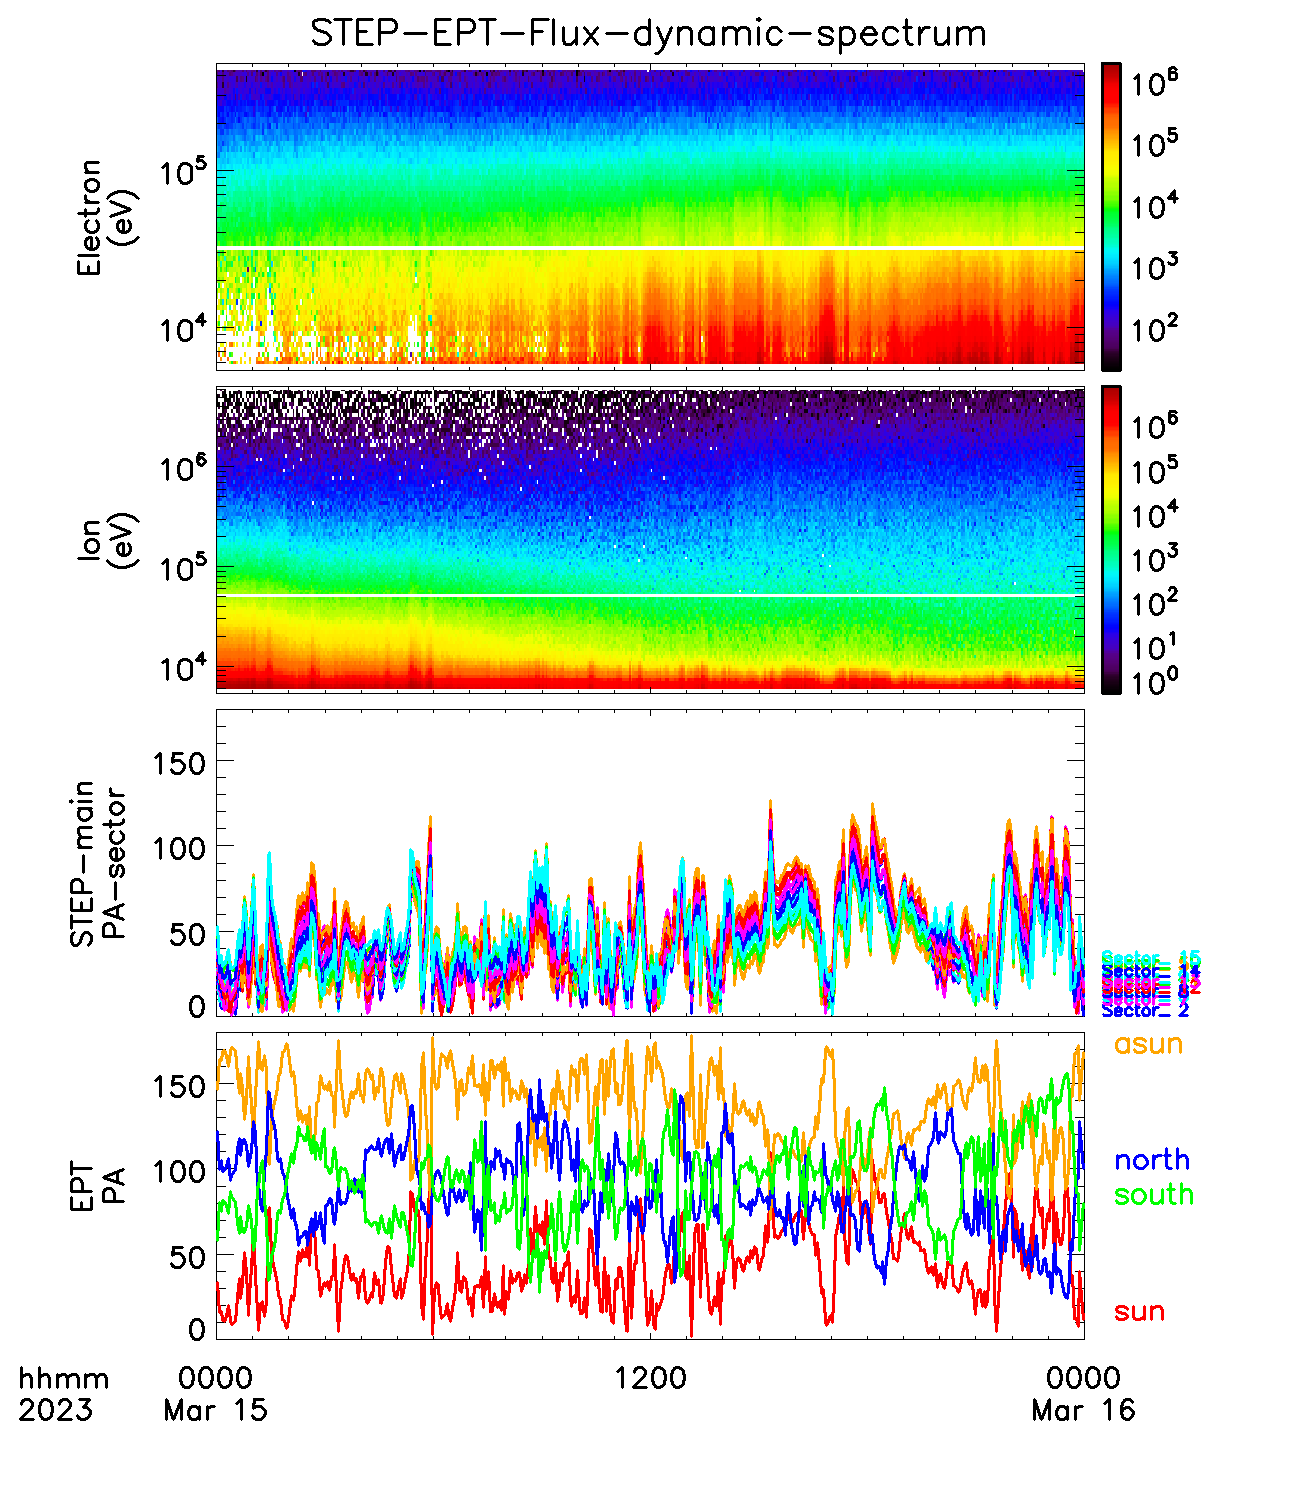 STEP-EPT-Flux-dynamic-spectrum
Electron
(eV)
10^5
10^4
10^6
10^5
10^4
10^3
10^2
Ion
(eV)
10^6
10^5
10^4
10^6
10^5
10^4
10^3
10^2
10^1
10^0
STEP-main
PA-sector
150
100
50
0
Sector_ 15
Sector_ 14
Sector_ 2
EPT
PA
150
100
50
0
asun
north
south
sun
hhmm
2023
0000
Mar 15
1200
0000
Mar 16